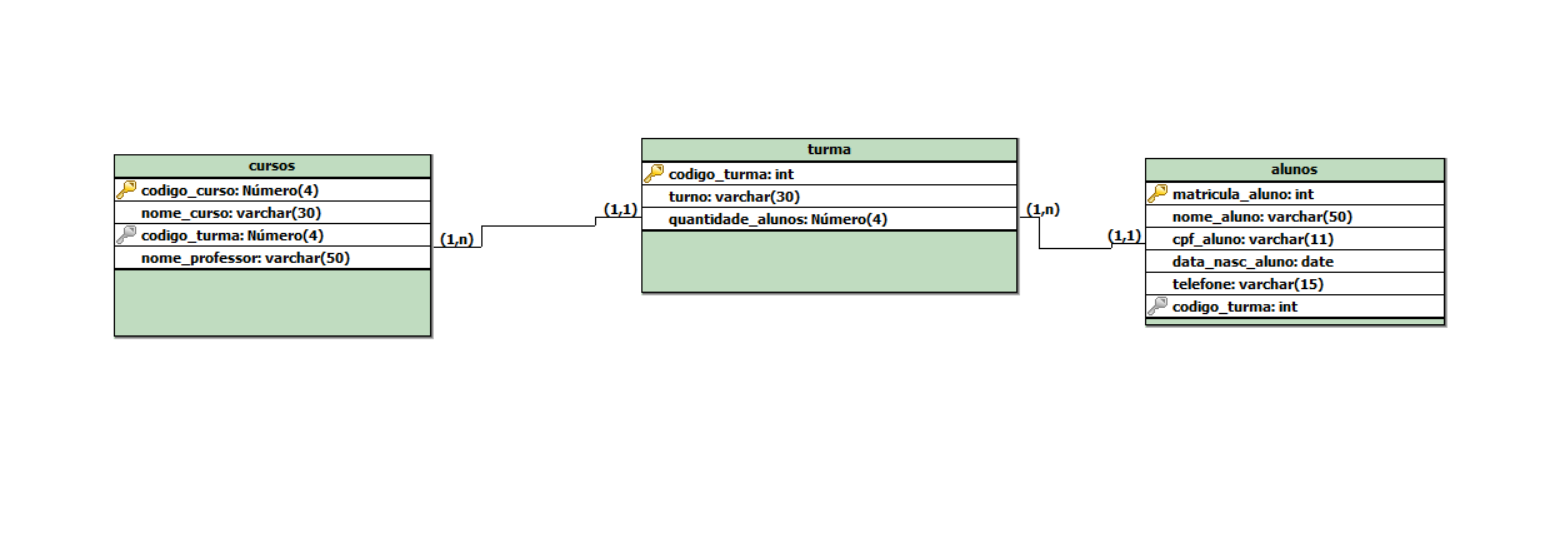 cursos
codigo_curso: Número(4)
nome_curso: varchar(30)
codigo_turma: Número(4)
nome_professor: varchar(50)
(1,n)
(1,1)
turma
codigo_turma: int
turno: varchar(30)
quantidade_alunos: Número(4)
(1,n)
(1,1)
alunos
matricula_aluno: int
nome_aluno: varchar(50)
cpf_aluno: varchar(11)
data_nasc_aluno: date
telefone: varchar(15)
codigo_turma: int